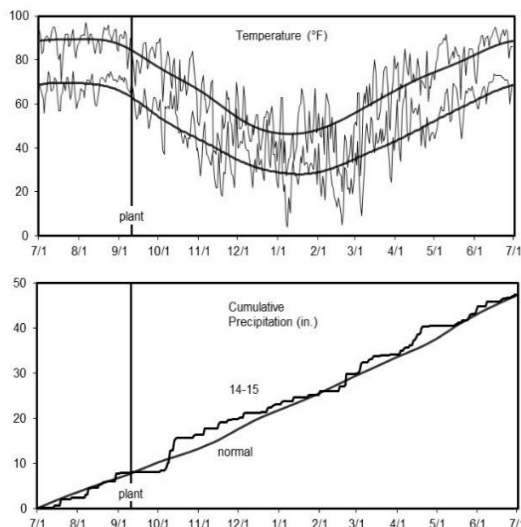 Temperature (°F)
100
80
60
40
20
0
plant
7/1 8/1 9/1 10/1 11/1 12/1 1/1 2/1 3/1 4/1 5/1 6/1 7/1
Cumulative
Precipitation (in.)
50
40
30
20
10
0
14-15
normal
plant
7/1 8/1 9/1 10/1 11/1 12/1 1/1 2/1 3/1 4/1 5/1 6/1 7/